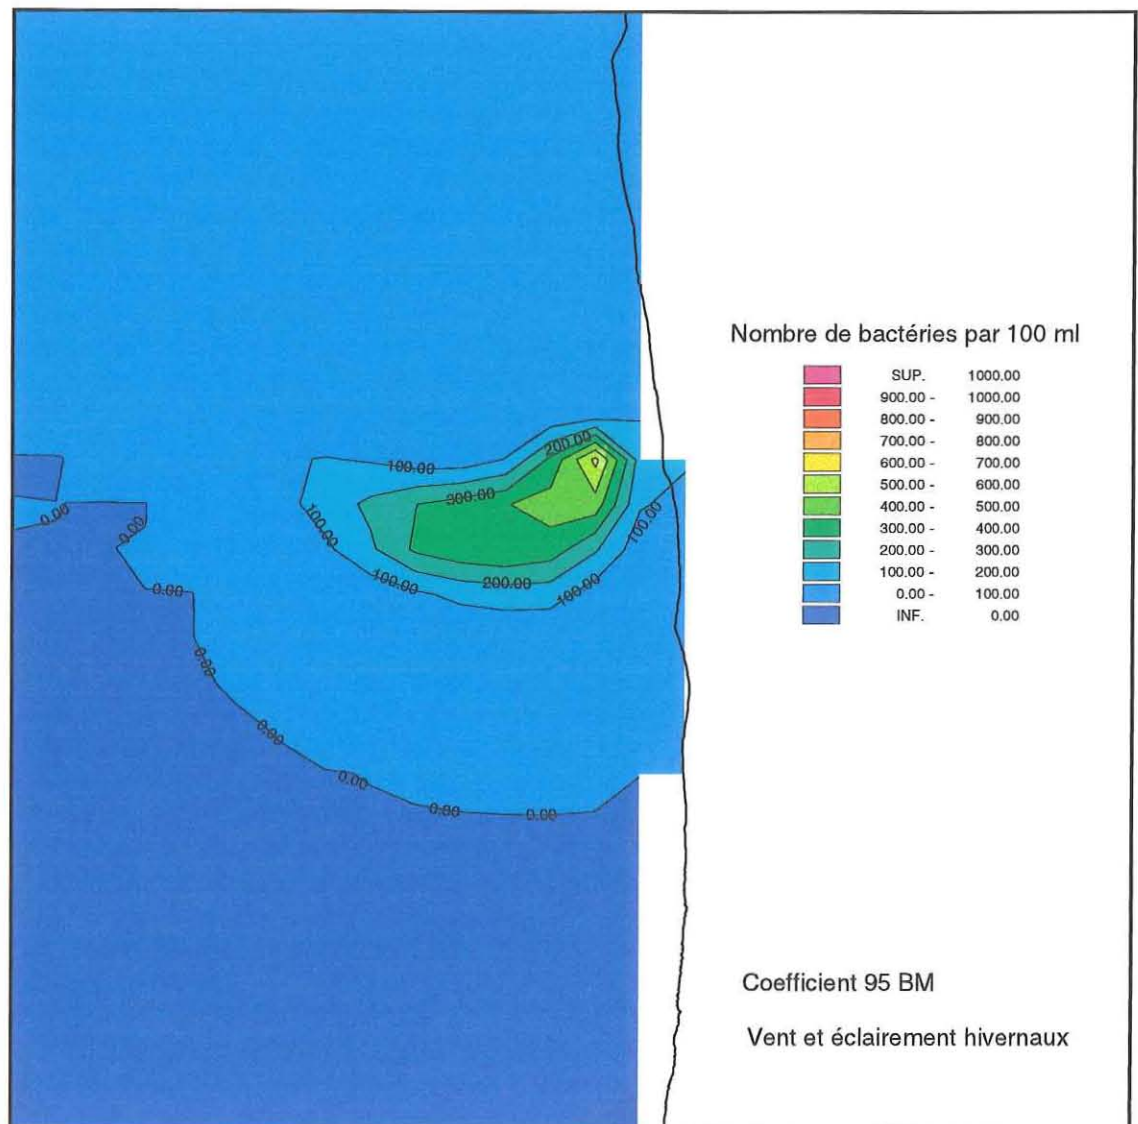 Nombre de bactéries par 100 ml
SUP. 1000.00
900.00 - 1000.00
800.00 - 900.00
700.00 - 800.00
600.00 - 700.00
500.00 - 600.00
400.00 - 500.00
300.00 - 400.00
200.00 - 300.00
100.00 - 200.00
0.00 - 100.00
INF. 0.00
200.00
100.00
300.00
100.00
100.00
0.00
0.00
100.00
200.00
100.00
0.00
0.00
0.00
0.00
0.00
0.00
Coefficient 95 BM
Vent et éclairement hivernaux